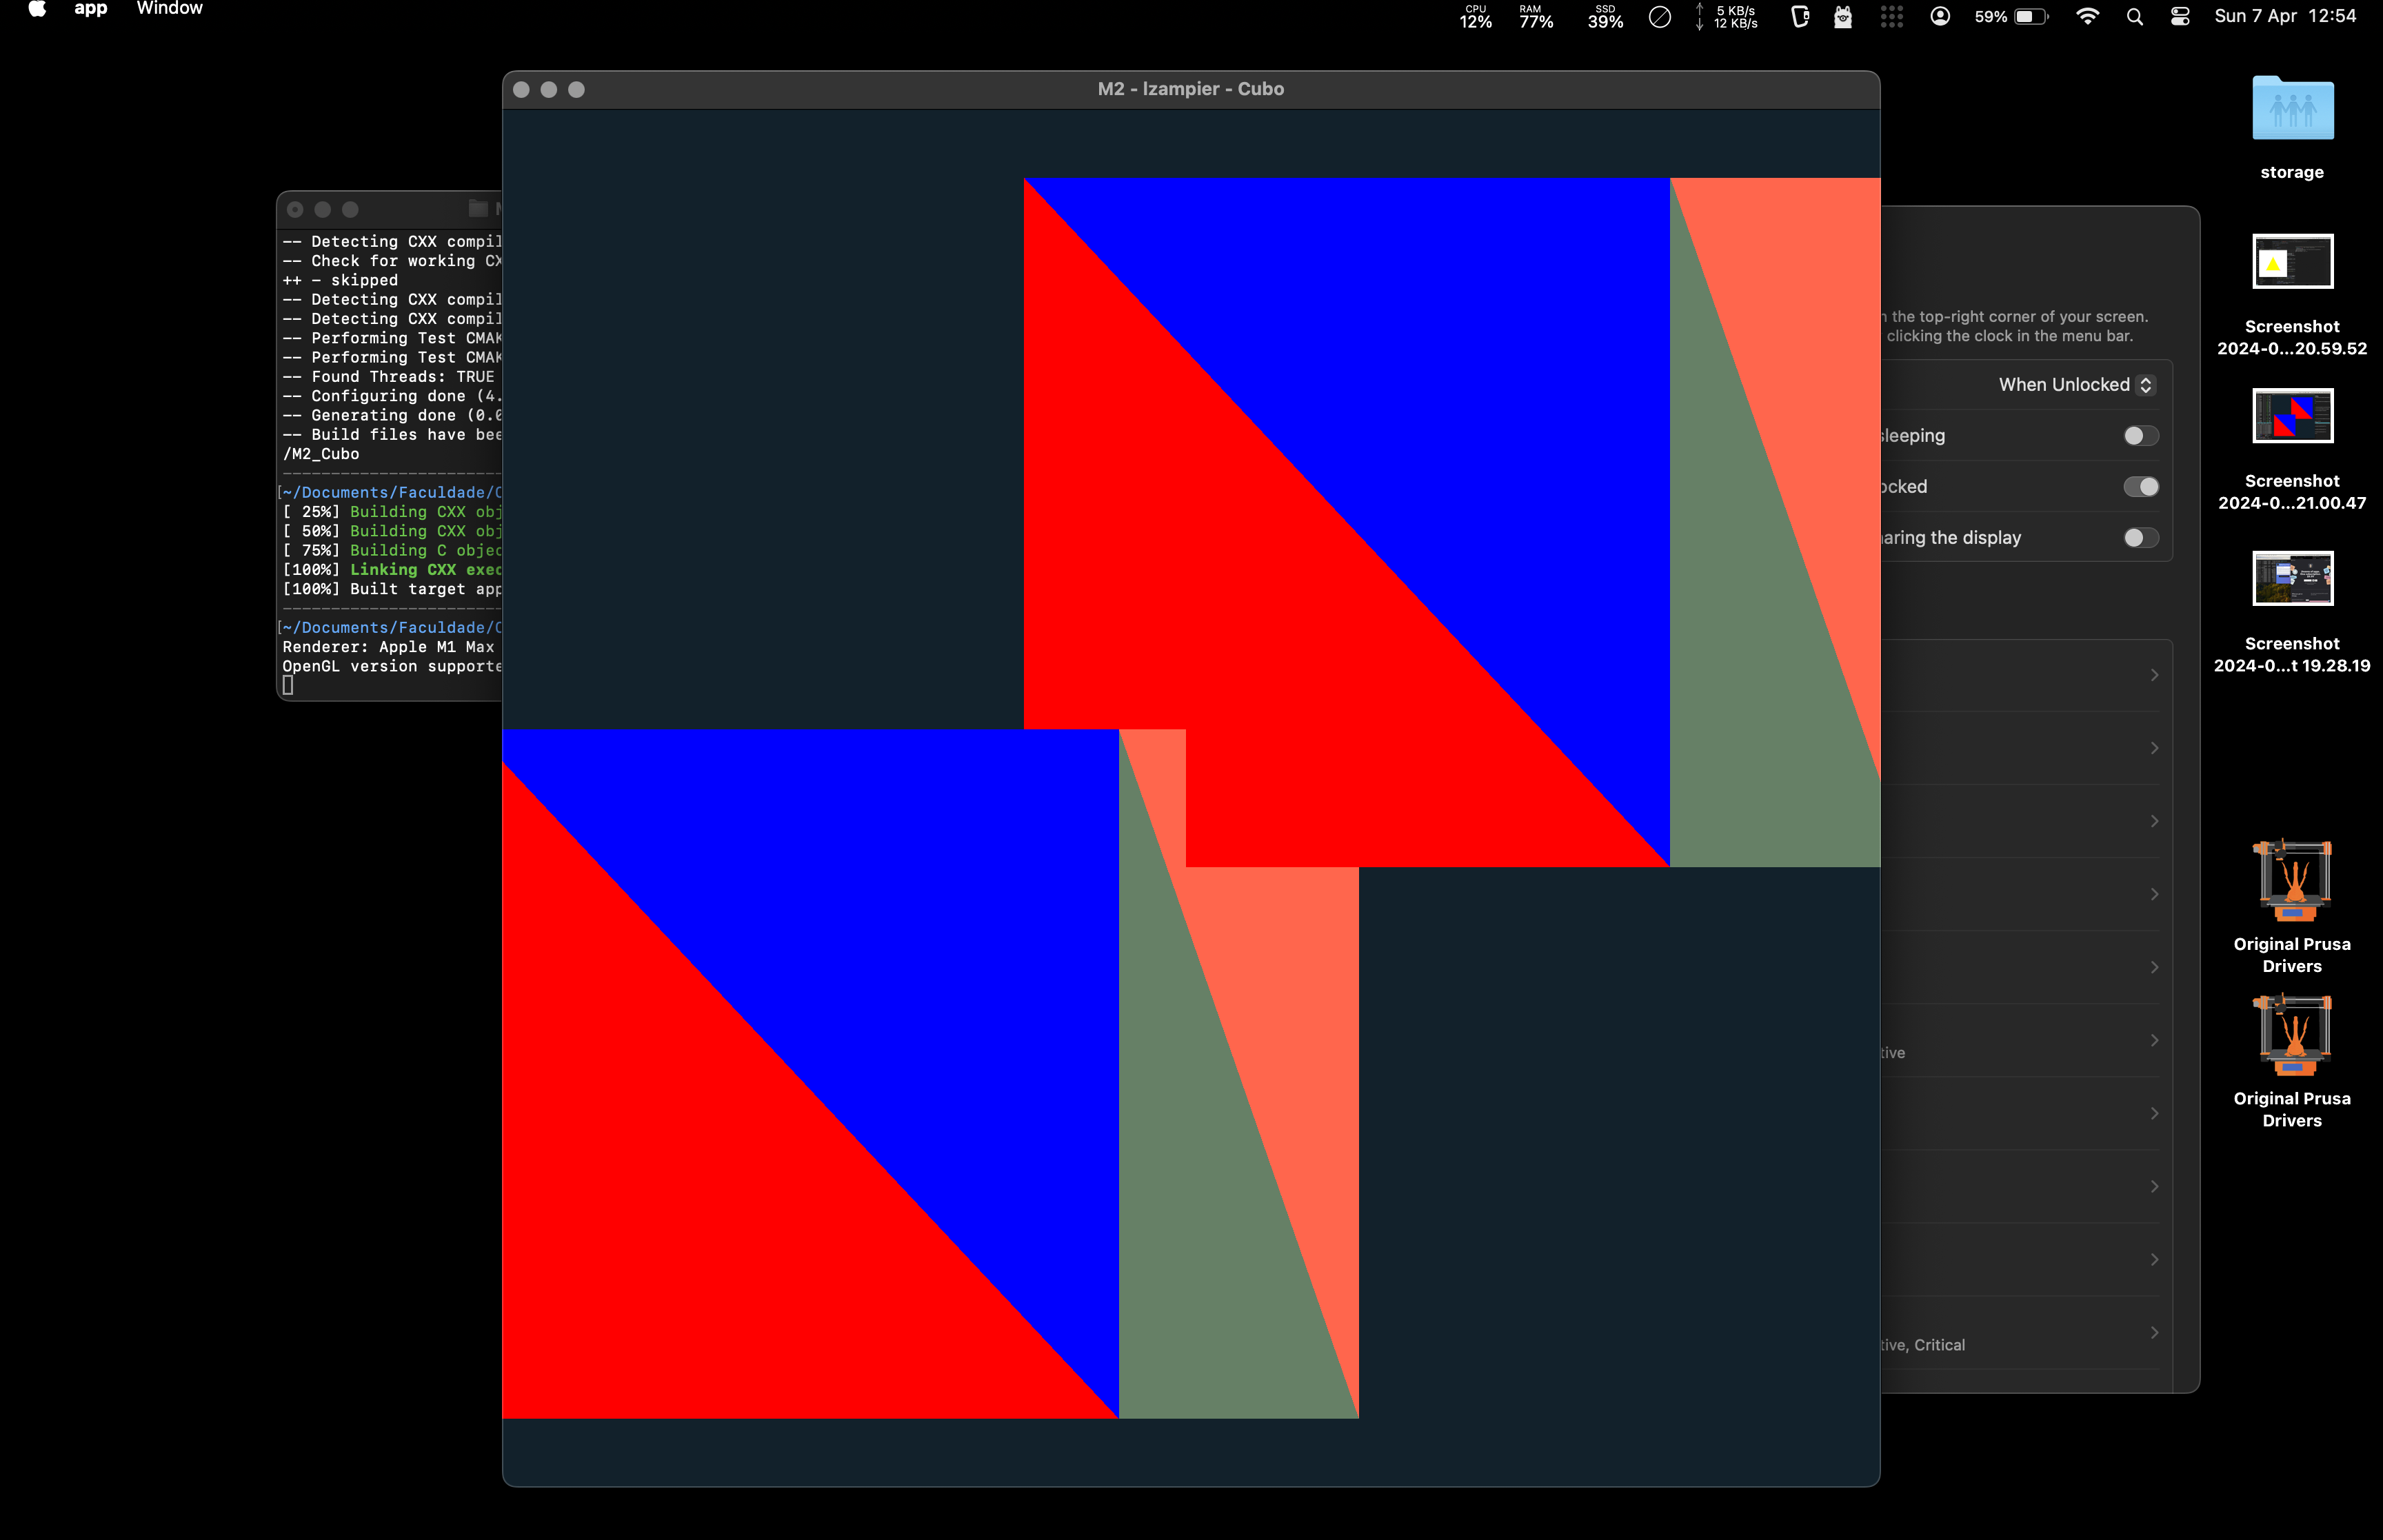 app Window
CPU 12% RAM 77% SSD 39% 5 KB/s 12 KB/s 59% Sun 7 Apr 12:54
M2 - lzampier - Cubo
-- Detecting CXX compil
-- Check for working CX
++ - skipped
-- Detecting CXX compil
-- Detecting CXX compil
-- Performing Test CMAK
-- Performing Test CMAK
-- Found Threads: TRUE
-- Configuring done (4.
-- Generating done (0.0
-- Build files have bee
/M2_Cubo
[~/Documents/Faculdade/C
[ 25%] Building CXX obj
[ 50%] Building CXX obj
[ 75%] Building C objec
[100%] Linking CXX exec
[100%] Built target app
[~/Documents/Faculdade/C
Renderer: Apple M1 Max
OpenGL version supporte
the top-right corner of your screen.
clicking the clock in the menu bar.
When Unlocked
sleeping
ocked
aring the display
tive
tive, Critical
storage
Screenshot
2024-0...20.59.52
Screenshot
2024-0...21.00.47
Screenshot
2024-0...t 19.28.19
Original Prusa
Drivers
Original Prusa
Drivers